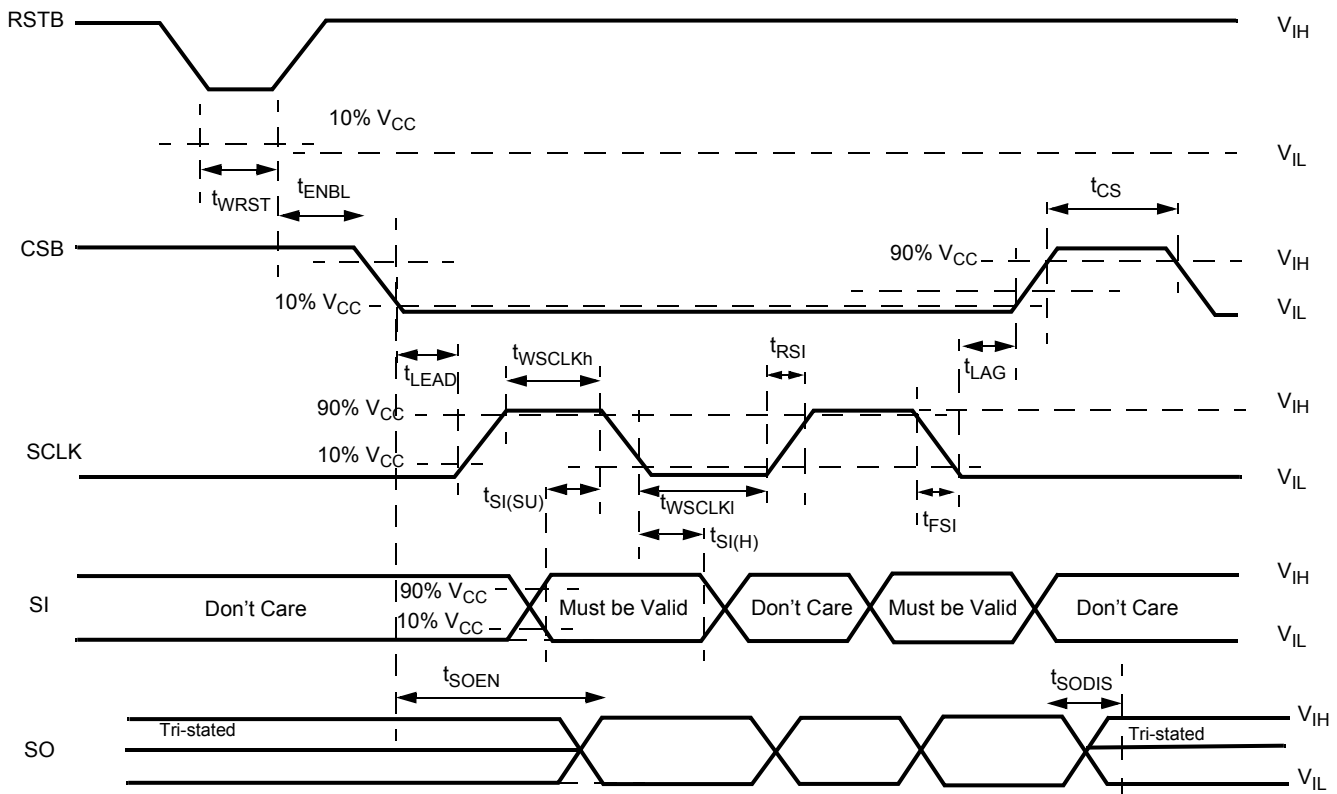 RSTB
VIH
10% VCC
VIL
tWRST
tENBL
tCS
CSB
90% VCC
VIH
10% VCC
VIL
tLEAD
tWSCLKh
tRSI
tLAG
90% VCC
VIH
SCLK
10% VCC
VIL
tSI(SU)
tWSCLKl
tFSI
tSI(H)
SI
90% VCC
VIH
Don't Care
Must be Valid
Don't Care
Must be Valid
Don't Care
10% VCC
VIL
tSOEN
tSODIS
SO
Tri-stated
Tri-stated
VIH
VIL